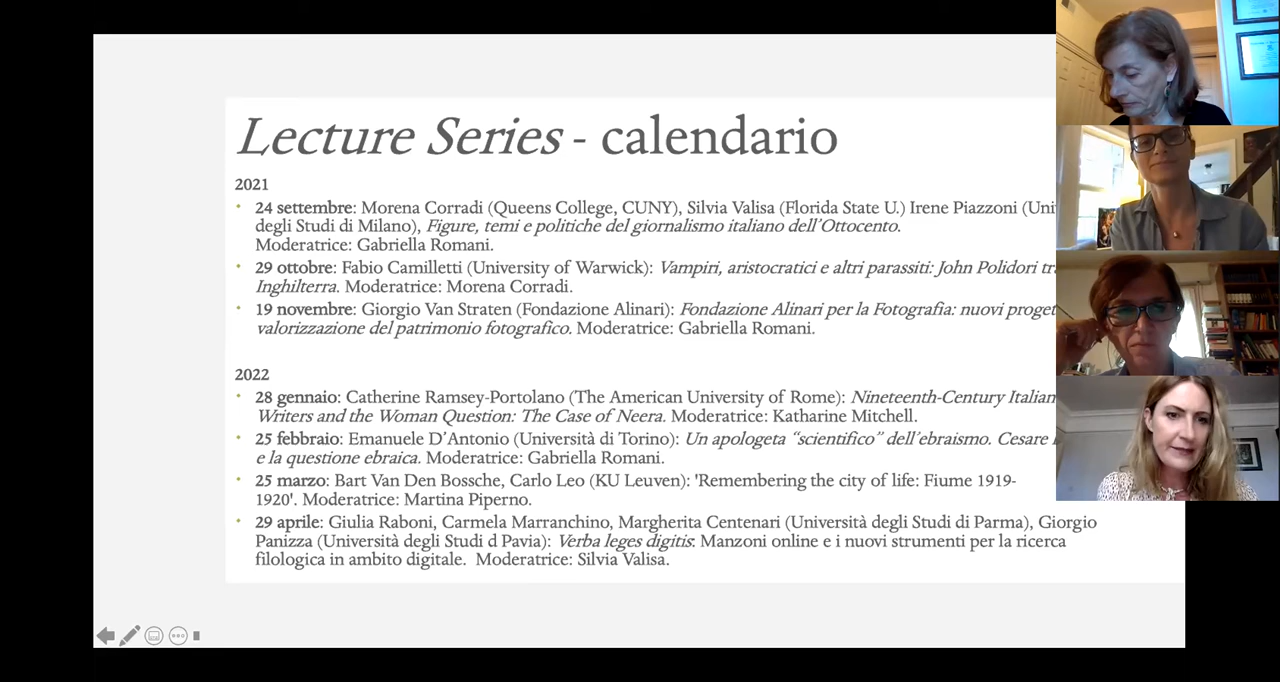 Lecture Series - calendario
2021
24 settembre: Morena Corradi (Queens College, CUNY), Silvia Valisa (Florida State U.) Irene Piazzoni (Uni
degli Studi di Milano), Figure, temi e politiche del giornalismo italiano dell'Ottocento.
Moderatrice: Gabriella Romani.
29 ottobre: Fabio Camilletti (University of Warwick): Vampiri, aristocratici e altri parassiti: John Polidori tr
Inghilterra. Moderatrice: Morena Corradi.
19 novembre: Giorgio Van Straten (Fondazione Alinari): Fondazione Alinari per la Fotografia: nuovi proget
valorizzazione del patrimonio fotografico. Moderatrice: Gabriella Romani.
2022
28 gennaio: Catherine Ramsey-Portolano (The American University of Rome): Nineteenth-Century Italian
Writers and the Woman Question: The Case of Neera. Moderatrice: Katharine Mitchell.
25 febbraio: Emanuele D'Antonio (Università di Torino): Un apologeta “scientifico” dell'ebraismo. Cesare
e la questione ebraica. Moderatrice: Gabriella Romani.
25 marzo: Bart Van Den Bossche, Carlo Leo (KU Leuven): 'Remembering the city of life: Fiume 1919-
1920'. Moderatrice: Martina Piperno.
29 aprile: Giulia Raboni, Carmela Marranchino, Margherita Centenari (Università degli Studi di Parma), Giorgio
Panizza (Università degli Studi d Pavia): Verba leges digitis: Manzoni online e i nuovi strumenti per la ricerca
filologica in ambito digitale. Moderatrice: Silvia Valisa.